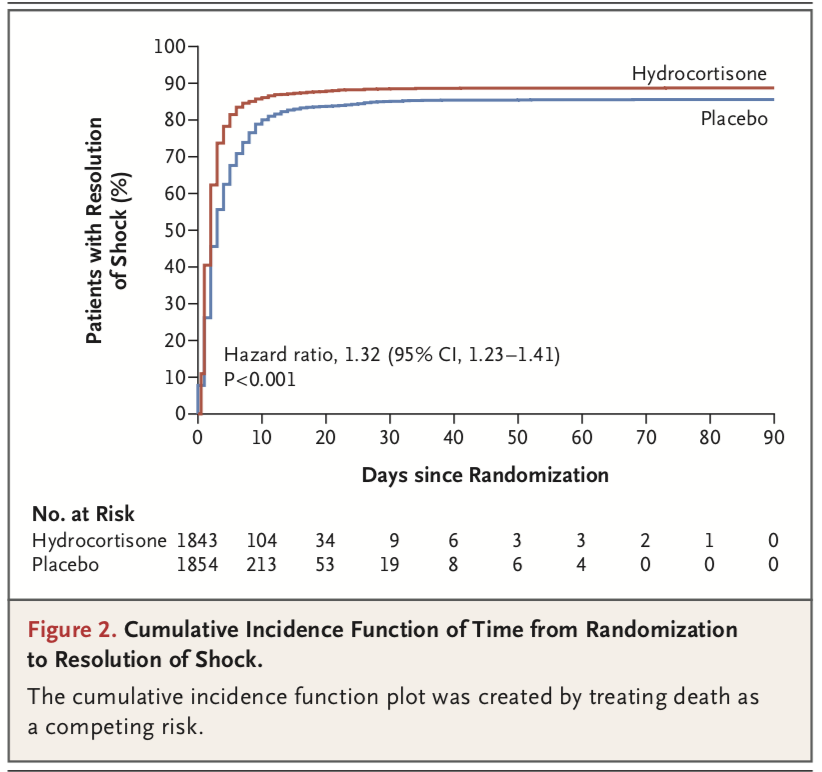 100
90
80
70
60
50
40
30
20
10
0
Patients with Resolution
of Shock (%)
Hydrocortisone
Placebo
Hazard ratio, 1.32 (95% CI, 1.23–1.41)
P<0.001
0 10 20 30 40 50 60 70 80 90
Days since Randomization
No. at Risk
Hydrocortisone 1843 104 34 9 6 3 3 2 1 0
Placebo 1854 213 53 19 8 6 4 0 0 0
Figure 2. Cumulative Incidence Function of Time from Randomization
to Resolution of Shock.
The cumulative incidence function plot was created by treating death as
a competing risk.